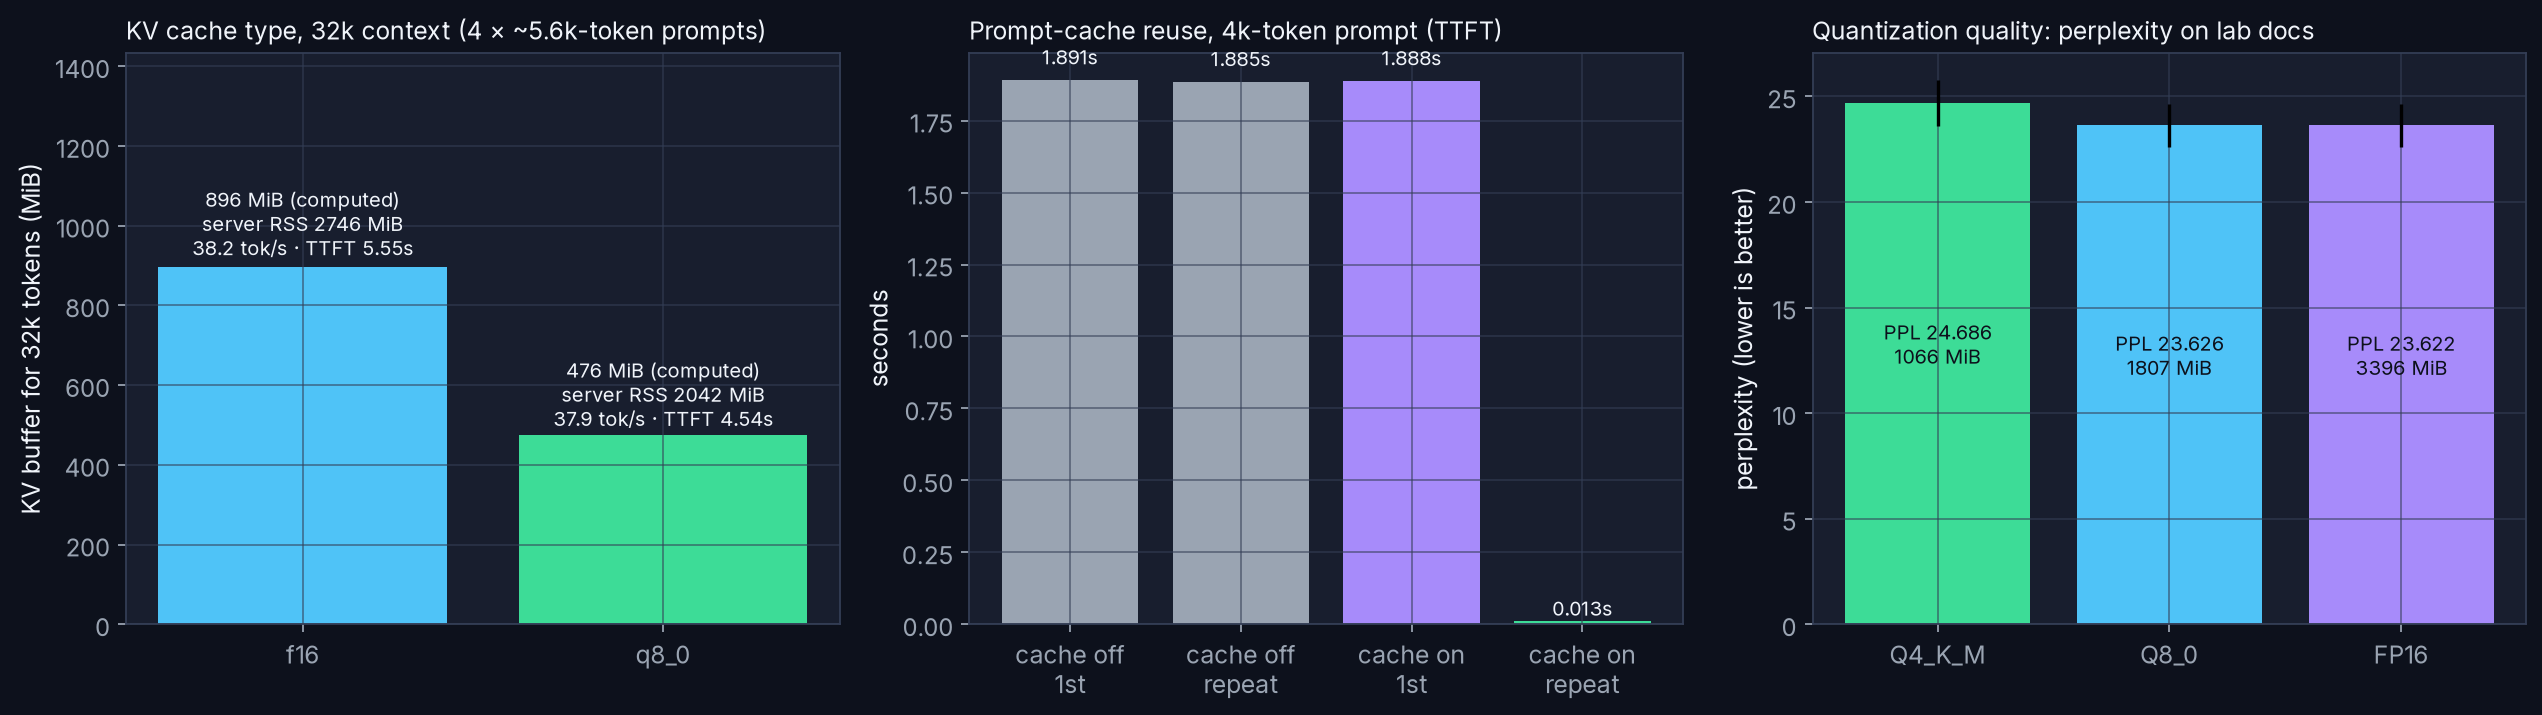 KV cache type, 32k context (4 × ~5.6k-token prompts)
KV buffer for 32k tokens (MiB)
1400
1200
1000
800
600
400
200
0
896 MiB (computed)
server RSS 2746 MiB
38.2 tok/s · TTFT 5.55s
476 MiB (computed)
server RSS 2042 MiB
37.9 tok/s · TTFT 4.54s
f16
q8_0
Prompt-cache reuse, 4k-token prompt (TTFT)
seconds
1.75
1.50
1.25
1.00
0.75
0.50
0.25
0.00
1.891s
1.885s
1.888s
0.013s
cache off
1st
cache off
repeat
cache on
1st
cache on
repeat
Quantization quality: perplexity on lab docs
perplexity (lower is better)
25
20
15
10
5
0
PPL 24.686
1066 MiB
PPL 23.626
1807 MiB
PPL 23.622
3396 MiB
Q4_K_M
Q8_0
FP16